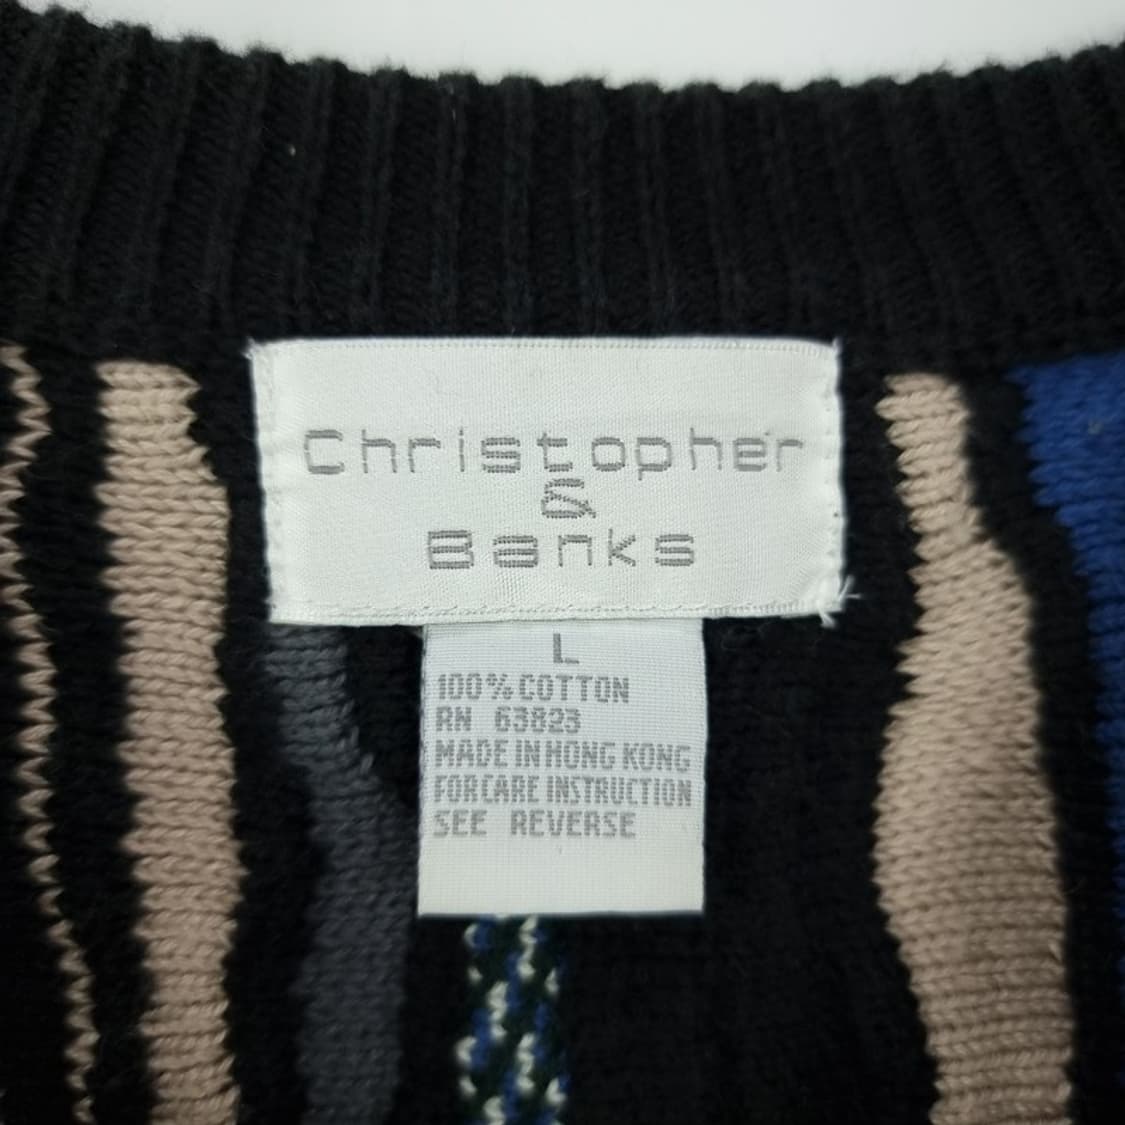 Christopher
&
Banks
L
100% COTTON
RN 63823
MADE IN HONG KONG
FOR CARE INSTRUCTION
SEE REVERSE